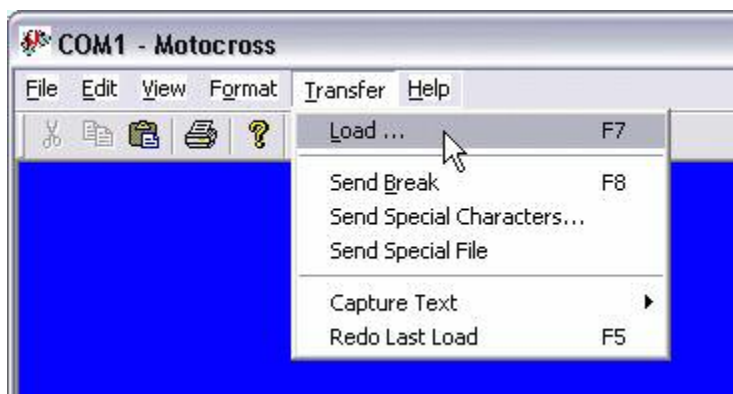 COM1 - Motocross
File Edit View Format Transfer Help
Load ... F7
Send Break F8
Send Special Characters...
Send Special File
Capture Text
Redo Last Load F5